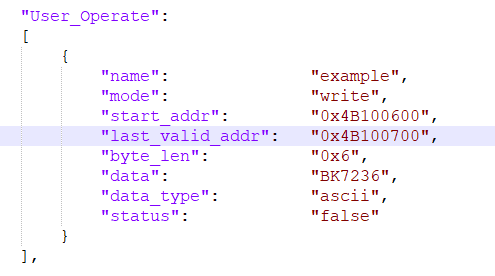 "User_Operate":
[
{
"name": "example",
"mode": "write",
"start_addr": "0x4B100600",
"last_valid_addr": "0x4B100700",
"byte_len": "0x6",
"data": "BK7236",
"data_type": "ascii",
"status": "false"
}
],